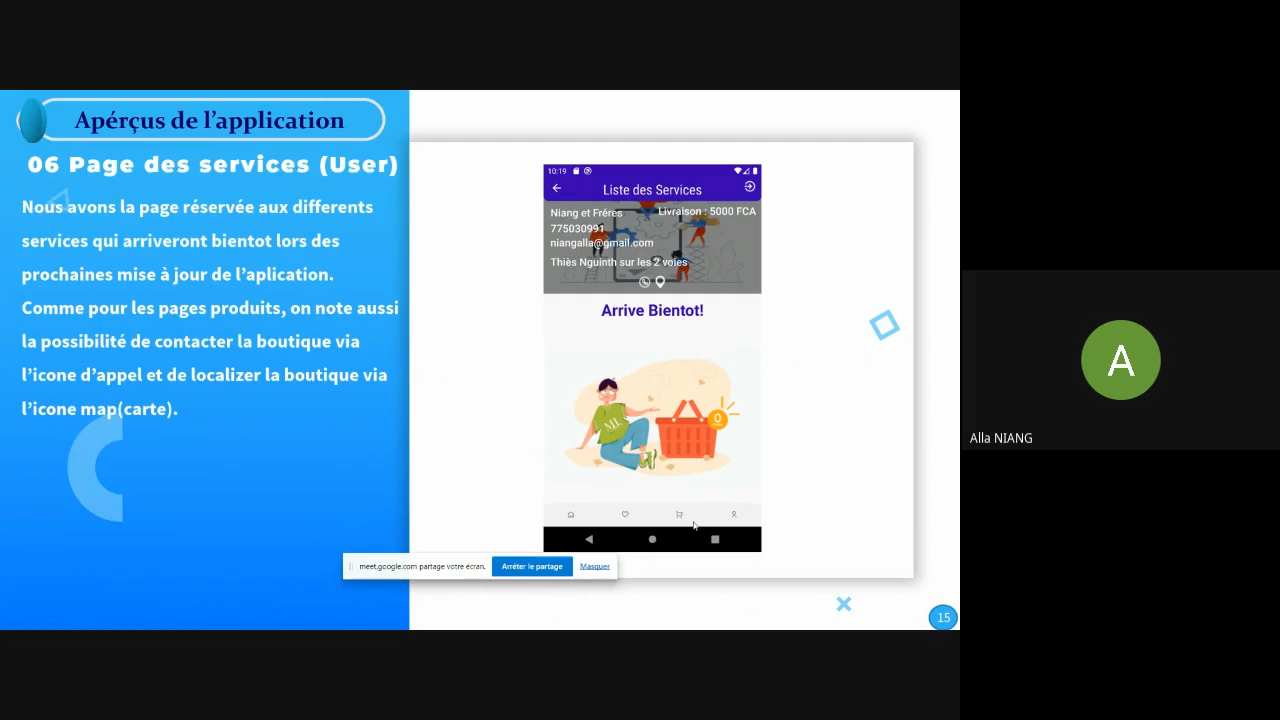 Apérçus de l'application
06 Page des services (User)
Nous avons la page réservée aux differents
services qui arriveront bientot lors des
prochaines mise à jour de l'aplication.
Comme pour les pages produits, on note aussi
la possibilité de contacter la boutique via
l'icone d'appel et de localizer la boutique via
l'icone map(carte).
10:19
Liste des Services
Niang et Fréres
Livraison : 5000 FCA
775030991
niangalla@gmail.com
Thiès Nguinth sur les 2 voies
Arrive Bientot!
ML
0
meet.google.com partage votre écran.
Arrêter le partage
Masquer
15
A
Alla NIANG